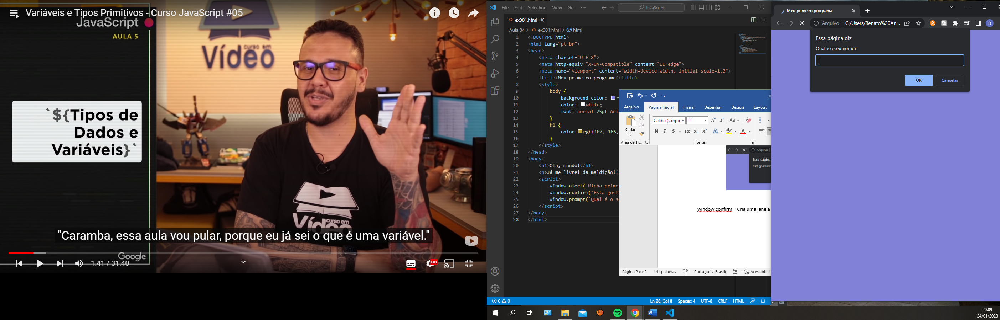 Variáveis e Tipos Primitivos - Curso JavaScript #05
JavaScript
AULA 5
`${Tipos de
Dados e
Variáveis}`
curso em
Vídeo
curso em
Vídeo
"Caramba, essa aula vou pular, porque eu já sei o que é uma variável."
Google
1:41 / 31:40
HD
File Edit Selection View Go ···
JavaScript
ex001.html
Aula 04 > ex001.html > html
1 <!DOCTYPE html>
2 <html lang="pt-br">
3 <head>
4 <meta charset="UTF-8">
5 <meta http-equiv="X-UA-Compatible" content="IE=edge">
6 <meta name="viewport" content="width=device-width, initial-scale=1.0">
7 <title>Meu primeiro programa</title>
8 <style>
9 body {
10 background-color: r
11 color: white;
12 font: normal 25pt Aria
13 }
14 h1 {
15 color: rgb(187, 166,
16 }
17 </style>
18 </head>
19 <body>
20 <h1>Olá, mundo!</h1>
21 <p>Já me livrei da maldição!!
22 <script>
23 window.alert('Minha prime
24 window.confirm('Está gosta
25 window.prompt('Qual é o se
26 </script>
27 </body>
28 </html>
0 0
Ln 28, Col 8 Spaces: 4 UTF-8 CRLF HTML
Arquivo Página Inicial Inserir Desenhar Design Layout
Colar
Calibri (Corpo) 11
Aa
N I S abc x₂ x² A A
Área de Tr... Fonte
Arquivo
Essa página
Está gostando
window.confirm = Cria uma janela
Página 2 de 2 141 palavras Português (Brasil) Acessibilida
Meu primeiro programa
Arquivo C:/Users/Renato%20An...
R
Essa página diz
Qual é o seu nome?
OK Cancelar
20:09
24/01/2023